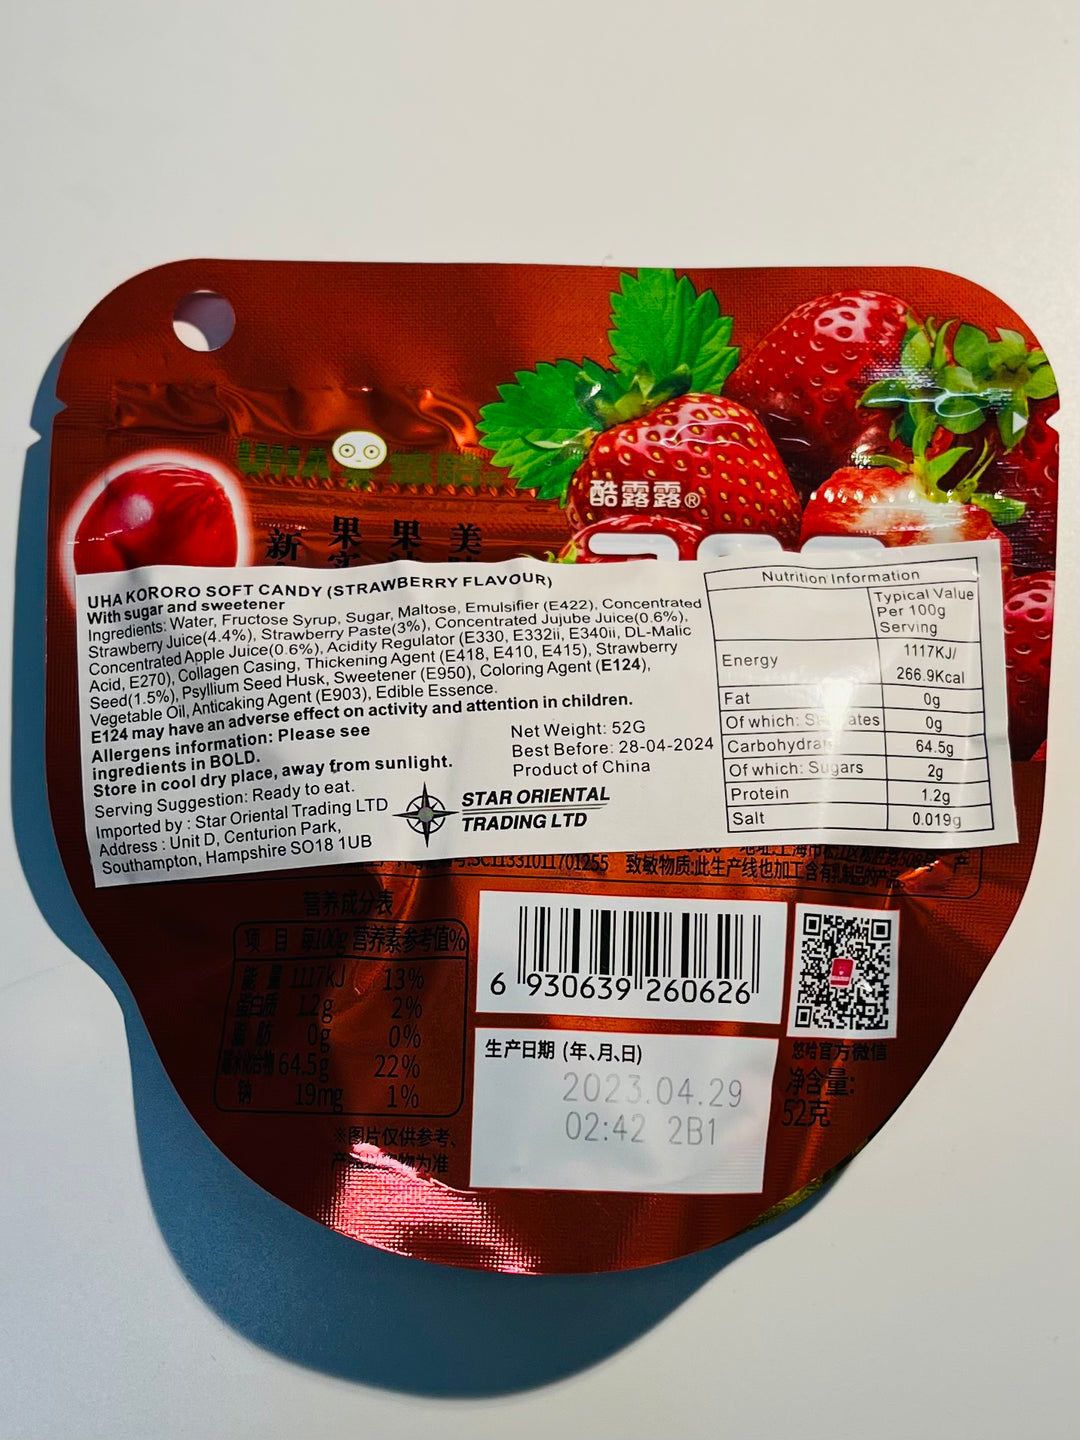 酷露露®
UHA KORORO SOFT CANDY (STRAWBERRY FLAVOUR)
With sugar and sweetener
Ingredients: Water, Fructose Syrup, Sugar, Maltose, Emulsifier (E422), Concentrated
Strawberry Juice(4.4%), Strawberry Paste(3%), Concentrated Jujube Juice(0.6%),
Concentrated Apple Juice(0.6%), Acidity Regulator (E330, E332ii, E340ii, DL-Malic
Acid, E270), Collagen Casing, Thickening Agent (E418, E410, E415), Strawberry
Seed(1.5%), Psyllium Seed Husk, Sweetener (E950), Coloring Agent (E124),
Vegetable Oil, Anticaking Agent (E903), Edible Essence.
E124 may have an adverse effect on activity and attention in children.
Allergens information: Please see
ingredients in BOLD.
Store in cool dry place, away from sunlight.
Serving Suggestion: Ready to eat.
Imported by : Star Oriental Trading LTD
Address : Unit D, Centurion Park,
Southampton, Hampshire SO18 1UB
Net Weight: 52G
Best Before: 28-04-2024
Product of China
STAR ORIENTAL
TRADING LTD
Nutrition Information
Typical Value
Per 100g
Serving
Energy 1117KJ/
266.9Kcal
Fat 0g
Of which: 0g
Carbohydra 64.5g
Of which: Sugars 2g
Protein 1.2g
Salt 0.019g
SC11331011701255 致敏物质:此生产线也加工含有乳制品的产品
营养成分表
项目 每100g 营养素参考值%
能量 1117kJ 13%
蛋白质 1.2g 2%
脂肪 0g 0%
碳水化合物 64.5g 22%
钠 19mg 1%
※图片仅供参考、
6 930639 260626
生产日期 (年、月、日)
2023.04.29
02:42 2B1
悠哈官方微信
净含量:
52克